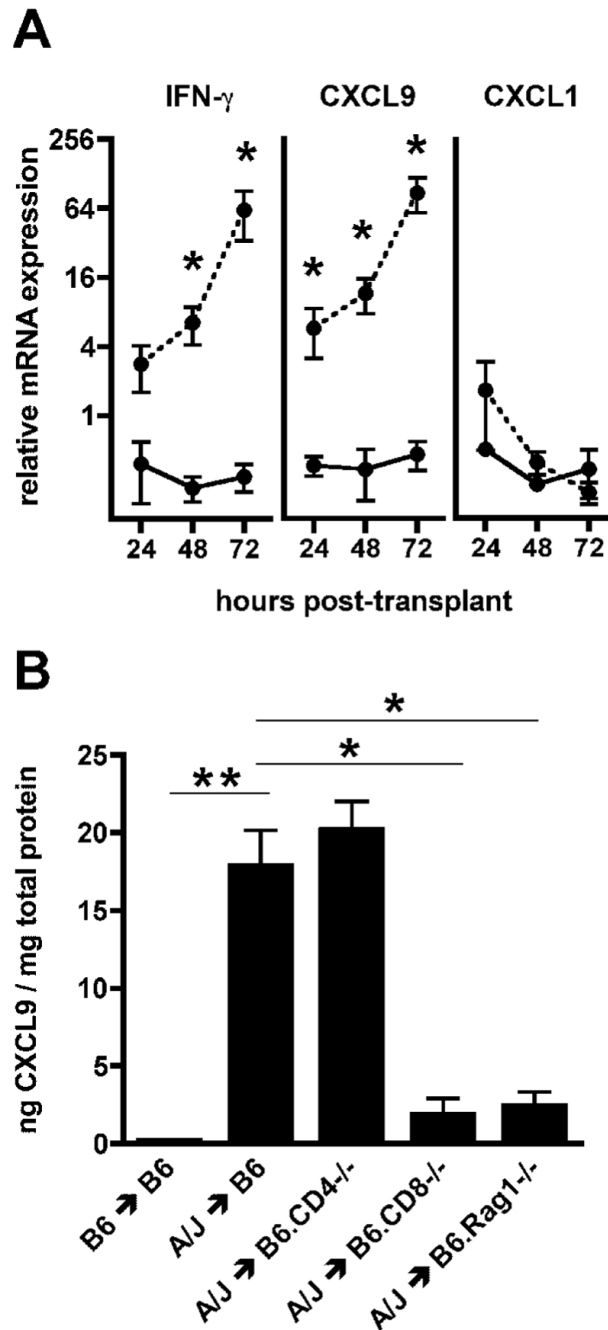 A
IFN-γ CXCL9 CXCL1
relative mRNA expression
256
64
16
4
1
* * * * *
24 48 72 24 48 72 24 48 72
hours post-transplant
B
ng CXCL9 / mg total protein
25
20
15
10
5
0
*
*
**
B6 ➔ B6
A/J ➔ B6
A/J ➔ B6.CD4-/-
A/J ➔ B6.CD8-/-
A/J ➔ B6.Rag1-/-